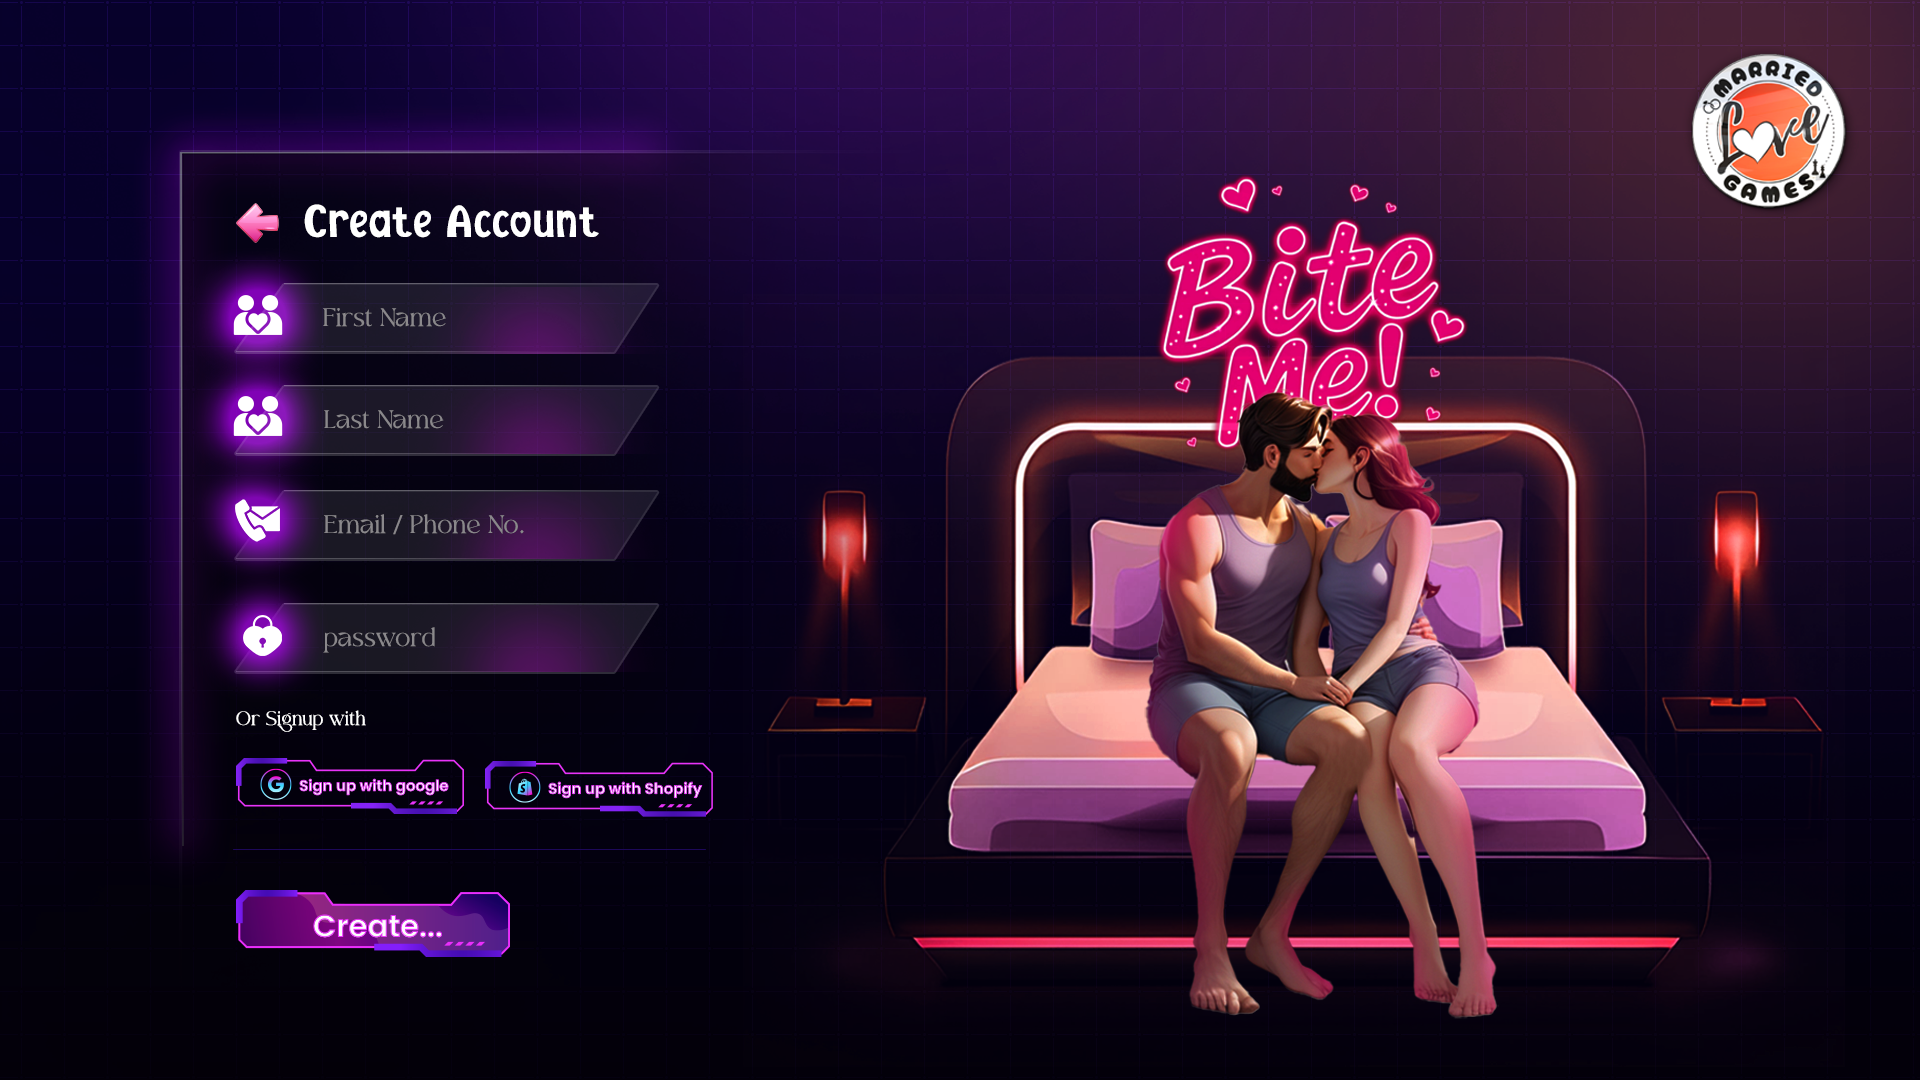 Create Account
First Name
Last Name
Email / Phone No.
password
Or Signup with
G Sign up with google
Sign up with Shopify
Create...
MARRIED
Love
GAMES
Bite
Me!